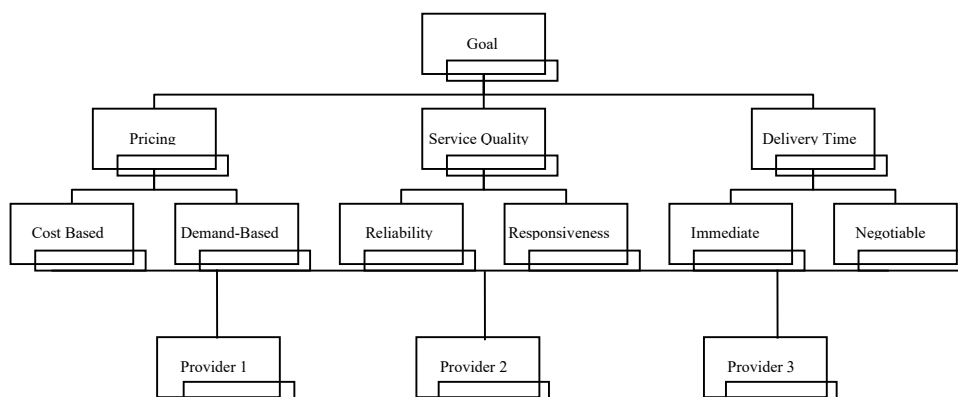 Goal
Pricing
Service Quality
Delivery Time
Cost Based
Demand-Based
Reliability
Responsiveness
Immediate
Negotiable
Provider 1
Provider 2
Provider 3